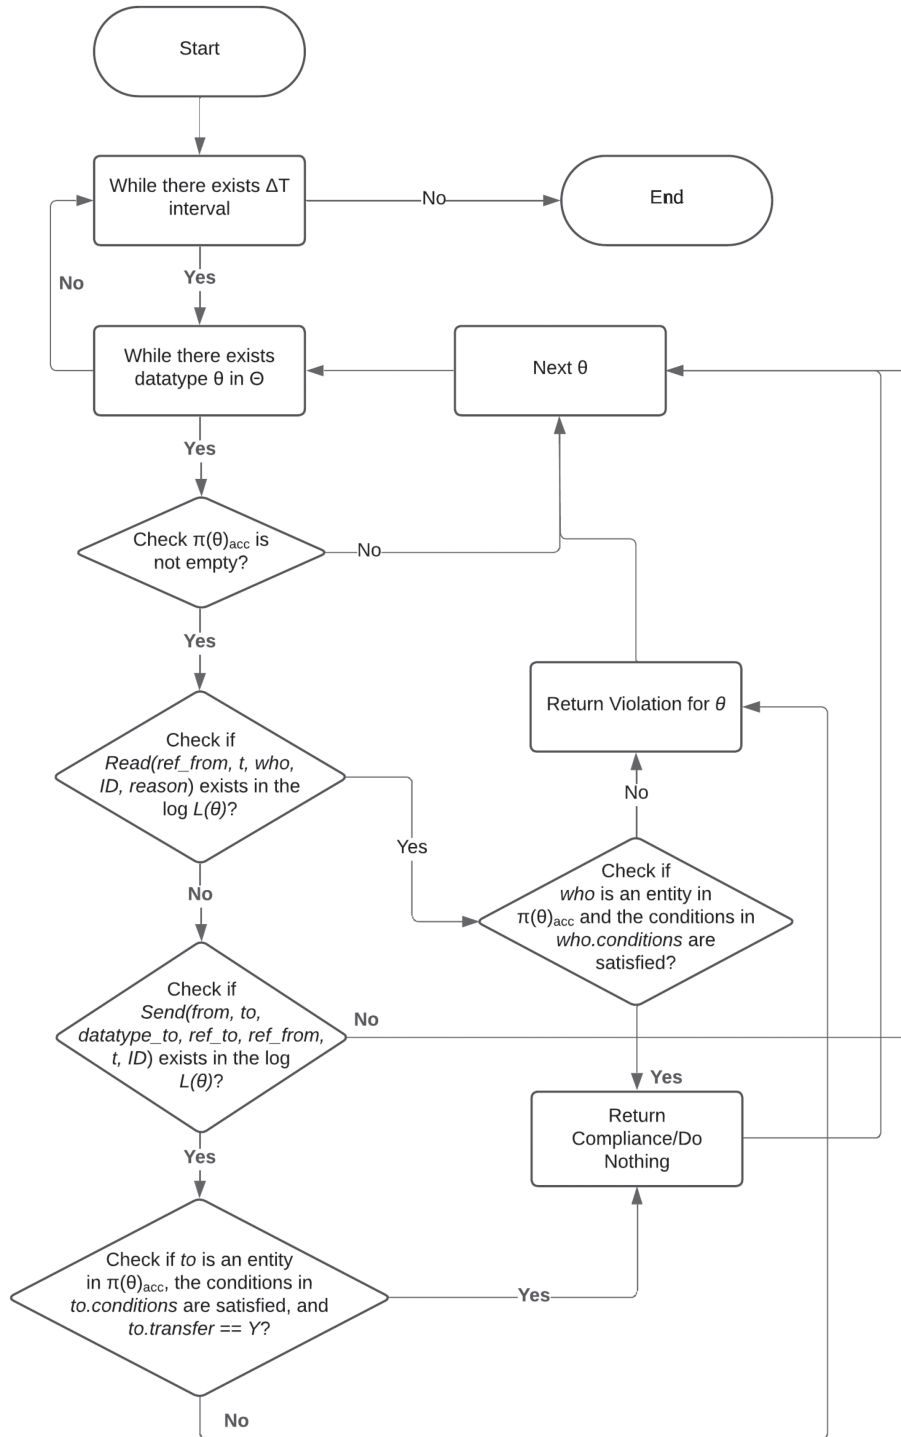 Start
While there exists ΔT
interval
No
End
Yes
No
While there exists
datatype θ in Θ
Next θ
Yes
Check π(θ)acc is
not empty?
No
Yes
Return Violation for θ
Check if
Read(ref_from, t, who,
ID, reason) exists in the
log L(θ)?
No
Yes
Check if
who is an entity in
π(θ)acc and the conditions in
who.conditions are
satisfied?
No
Check if
Send(from, to,
datatype_to, ref_to, ref_from,
t, ID) exists in the log
L(θ)?
No
Yes
Return
Compliance/Do
Nothing
Yes
Check if to is an entity
in π(θ)acc, the conditions in
to.conditions are satisfied, and
to.transfer == Y?
Yes
No